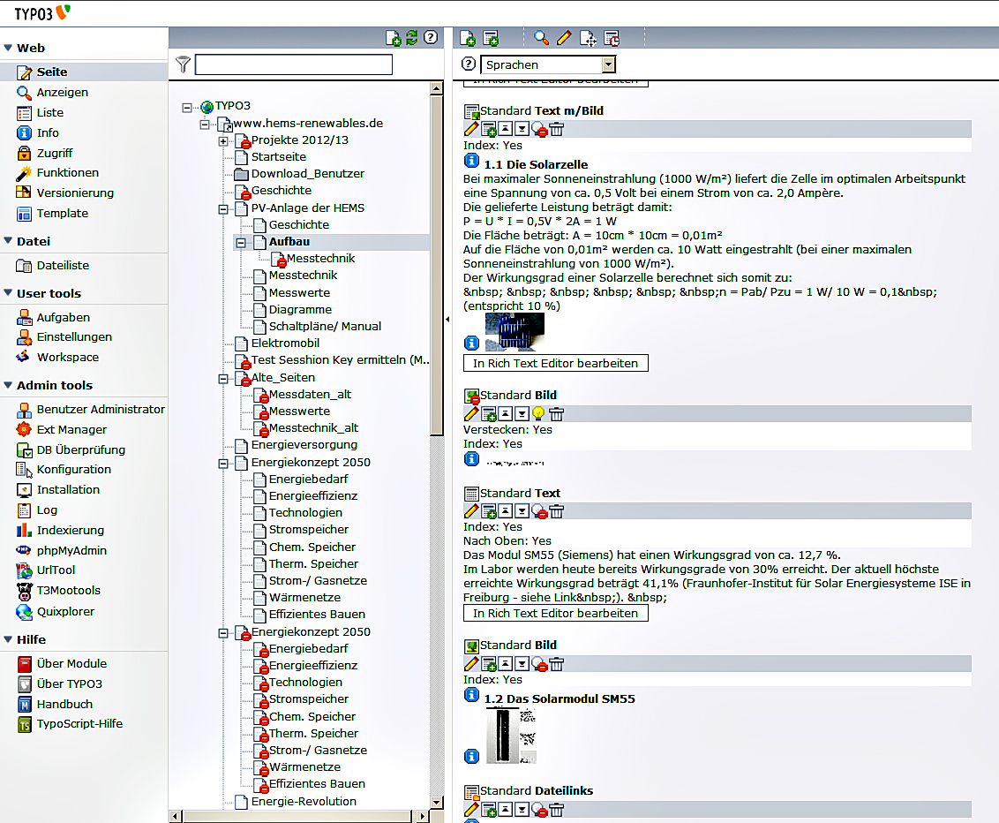 TYPO3
Web
Seite
Anzeigen
Liste
Info
Zugriff
Funktionen
Versionierung
Template
Datei
Dateiliste
User tools
Aufgaben
Einstellungen
Workspace
Admin tools
Benutzer Administrator
Ext Manager
DB Überprüfung
Konfiguration
Installation
Log
Indexierung
phpMyAdmin
UrlTool
T3Mootools
Quixplorer
Hilfe
Über Module
Über TYPO3
Handbuch
TypoScript-Hilfe
TYPO3
www.hems-renewables.de
Projekte 2012/13
Startseite
Download_Benutzer
Geschichte
PV-Anlage der HEMS
Geschichte
Aufbau
Messtechnik
Messtechnik
Messwerte
Diagramme
Schaltpläne/ Manual
Elektromobil
Test Sesshion Key ermitteln (M..
Alte_Seiten
Messdaten_alt
Messwerte
Messtechnik_alt
Energieversorgung
Energiekonzept 2050
Energiebedarf
Energieeffizienz
Technologien
Stromspeicher
Chem. Speicher
Therm. Speicher
Strom-/ Gasnetze
Wärmenetze
Effizientes Bauen
Energiekonzept 2050
Energiebedarf
Energieeffizienz
Technologien
Stromspeicher
Chem. Speicher
Therm. Speicher
Strom-/ Gasnetze
Wärmenetze
Effizientes Bauen
Energie-Revolution
Sprachen
In Rich Text Editor bearbeiten
Standard Text m/Bild
Index: Yes
1.1 Die Solarzelle
Bei maximaler Sonneneinstrahlung (1000 W/m²) liefert die Zelle im optimalen Arbeitspunkt
eine Spannung von ca. 0,5 Volt bei einem Strom von ca. 2,0 Ampère.
Die gelieferte Leistung beträgt damit:
P = U * I = 0,5V * 2A = 1 W
Die Fläche beträgt: A = 10cm * 10cm = 0,01m²
Auf die Fläche von 0,01m² werden ca. 10 Watt eingestrahlt (bei einer maximalen
Sonneneinstrahlung von 1000 W/m²).
Der Wirkungsgrad einer Solarzelle berechnet sich somit zu:
&nbsp; &nbsp; &nbsp; &nbsp; &nbsp; &nbsp;n = Pab/ Pzu = 1 W/ 10 W = 0,1&nbsp;
(entspricht 10 %)
In Rich Text Editor bearbeiten
Standard Bild
Verstecken: Yes
Index: Yes
Standard Text
Index: Yes
Nach Oben: Yes
Das Modul SM55 (Siemens) hat einen Wirkungsgrad von ca. 12,7 %.
Im Labor werden heute bereits Wirkungsgrade von 30% erreicht. Der aktuell höchste
erreichte Wirkungsgrad beträgt 41,1% (Fraunhofer-Institut für Solar Energiesysteme ISE in
Freiburg - siehe Link&nbsp;). &nbsp;
In Rich Text Editor bearbeiten
Standard Bild
Index: Yes
1.2 Das Solarmodul SM55
Standard Dateilinks